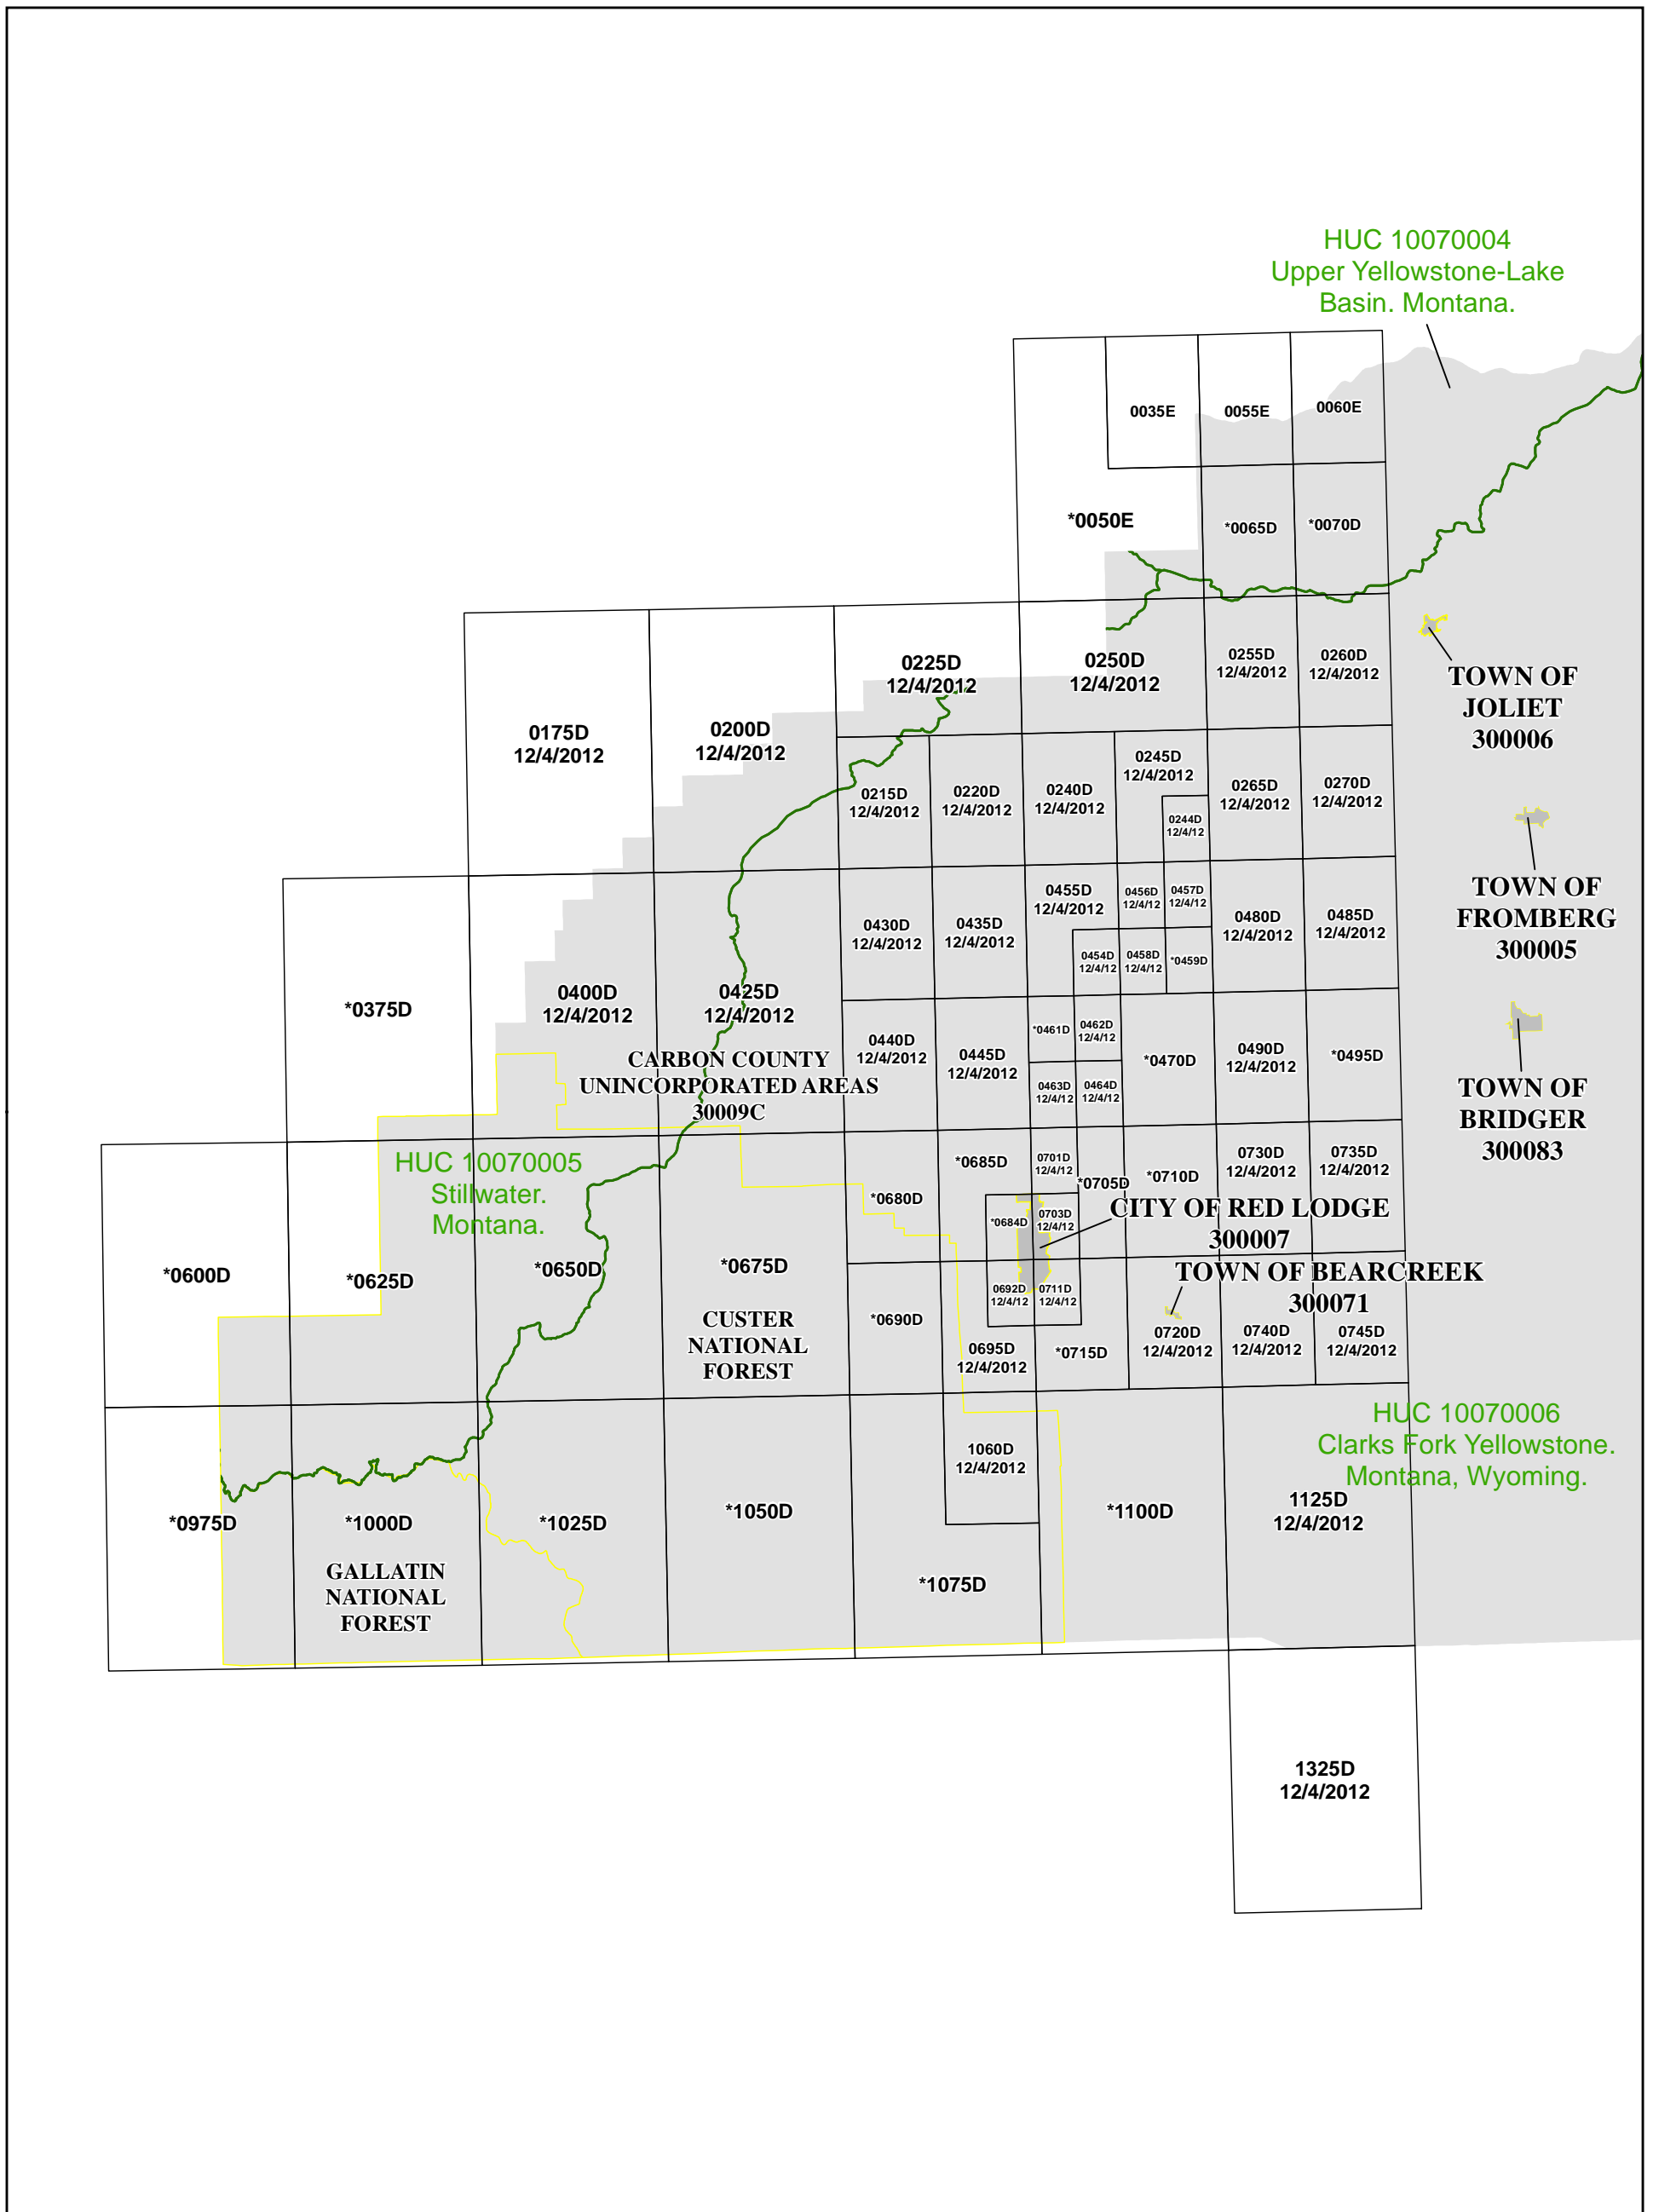 HUC 10070004
Upper Yellowstone-Lake
Basin. Montana.
0035E
0055E
0060E
*0050E
*0065D
*0070D
0175D
12/4/2012
0200D
12/4/2012
0225D
12/4/2012
0250D
12/4/2012
0255D
12/4/2012
0260D
12/4/2012
TOWN OF
JOLIET
300006
0215D
12/4/2012
0220D
12/4/2012
0240D
12/4/2012
0245D
12/4/2012
0244D
12/4/12
0265D
12/4/2012
0270D
12/4/2012
TOWN OF
FROMBERG
300005
*0375D
0400D
12/4/2012
0425D
12/4/2012
0430D
12/4/2012
0435D
12/4/2012
0455D
12/4/2012
0456D
12/4/12
0457D
12/4/12
0454D
12/4/12
0458D
12/4/12
*0459D
0480D
12/4/2012
0485D
12/4/2012
CARBON COUNTY
UNINCORPORATED AREAS
30009C
0440D
12/4/2012
0445D
12/4/2012
*0461D
0462D
12/4/12
0463D
12/4/12
0464D
12/4/12
*0470D
0490D
12/4/2012
*0495D
TOWN OF
BRIDGER
300083
HUC 10070005
Stillwater.
Montana.
*0600D
*0625D
*0650D
*0675D
CUSTER
NATIONAL
FOREST
*0680D
*0685D
*0684D
0701D
12/4/12
0703D
12/4/12
*0705D
*0710D
0730D
12/4/2012
0735D
12/4/2012
CITY OF RED LODGE
300007
TOWN OF BEARCREEK
300071
*0690D
0692D
12/4/12
0711D
12/4/12
0695D
12/4/2012
*0715D
0720D
12/4/2012
0740D
12/4/2012
0745D
12/4/2012
HUC 10070006
Clarks Fork Yellowstone.
Montana, Wyoming.
*0975D
*1000D
GALLATIN
NATIONAL
FOREST
*1025D
*1050D
1060D
12/4/2012
*1075D
*1100D
1125D
12/4/2012
1325D
12/4/2012